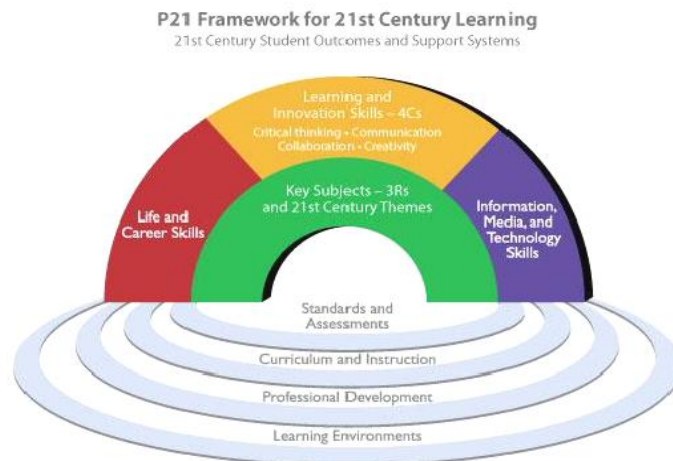 P21 Framework for 21st Century Learning
21st Century Student Outcomes and Support Systems
Learning and
Innovation Skills – 4Cs
Critical thinking • Communication
Collaboration • Creativity
Key Subjects – 3Rs
and 21st Century Themes
Life and
Career Skills
Information,
Media, and
Technology
Skills
Standards and
Assessments
Curriculum and Instruction
Professional Development
Learning Environments